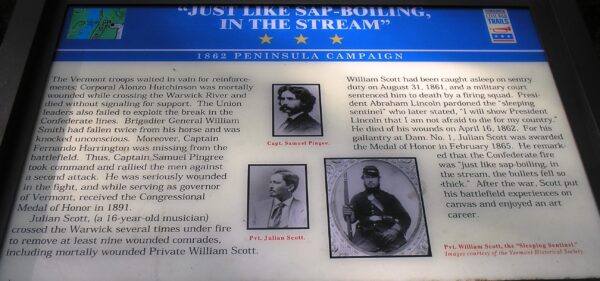 "JUST LIKE SAP-BOILING,
IN THE STREAM"
1862 PENINSULA CAMPAIGN
CIVIL WAR
TRAILS
The Vermont troops waited in vain for reinforce-
ments; Corporal Alonzo Hutchinson was mortally
wounded while crossing the Warwick River and
died without signaling for support. The Union
leaders also failed to exploit the break in the
Confederate lines. Brigadier General William
Smith had fallen twice from his horse and was
knocked unconscious. Moreover, Captain
Fernando Harrington was missing from the
battlefield. Thus, Captain Samuel Pingree
took command and rallied the men against
a second attack. He was seriously wounded
in the fight, and while serving as governor
of Vermont, received the Congressional
Medal of Honor in 1891.
Julian Scott, (a 16-year-old musician)
crossed the Warwick several times under fire
to remove at least nine wounded comrades,
including mortally wounded Private William Scott.
Capt. Samuel Pingee.
Pvt. Julian Scott.
William Scott had been caught asleep on sentry
duty on August 31, 1861, and a military court
sentenced him to death by a firing squad. Presi-
dent Abraham Lincoln pardoned the "sleeping
sentinel" who later stated, "I will show President
Lincoln that I am not afraid to die for my country."
He died of his wounds on April 16, 1862. For his
gallantry at Dam. No. 1, Julian Scott was awarded
the Medal of Honor in February 1865. He remark-
ed that the Confederate fire
was "just like sap-boiling, in
the stream, the bullets fell so
thick." After the war, Scott put
his battlefield experiences on
canvas and enjoyed an art
career.
Pvt. William Scott, the "Sleeping Sentinel."
Images courtesy of the Vermont Historical Society.